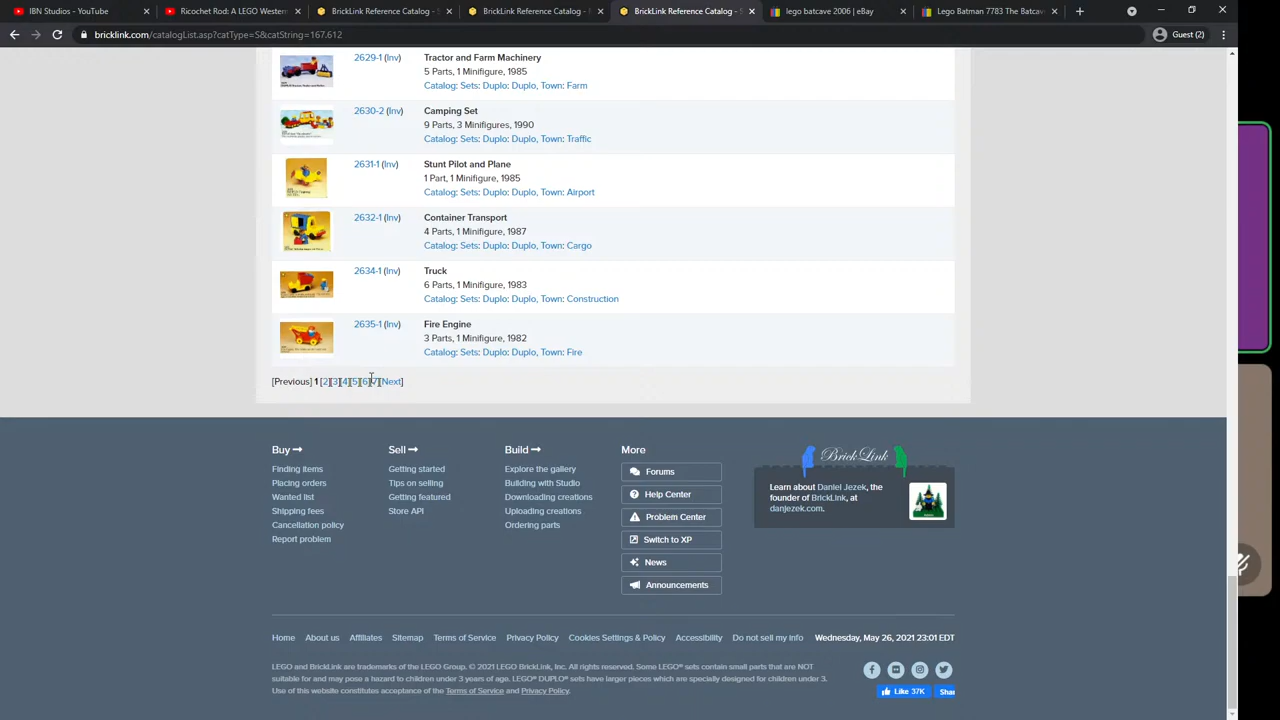 IBN Studios - YouTube
Ricochet Rod: A LEGO Western
BrickLink Reference Catalog - S
BrickLink Reference Catalog - S
BrickLink Reference Catalog - S
lego batcave 2006 |
Lego Batman 7783 The Batcav
bricklink.com/catalogList.asp?catType=S&catString=167.612
Guest (2)
2629-1 (Inv)
Tractor and Farm Machinery
5 Parts, 1 Minifigure, 1985
Catalog: Sets: Duplo: Duplo, Town: Farm
2630-2 (Inv)
Camping Set
9 Parts, 3 Minifigures, 1990
Catalog: Sets: Duplo: Duplo, Town: Traffic
2631-1 (Inv)
Stunt Pilot and Plane
1 Part, 1 Minifigure, 1985
Catalog: Sets: Duplo: Duplo, Town: Airport
2632-1 (Inv)
Container Transport
4 Parts, 1 Minifigure, 1987
Catalog: Sets: Duplo: Duplo, Town: Cargo
2634-1 (Inv)
Truck
6 Parts, 1 Minifigure, 1983
Catalog: Sets: Duplo: Duplo, Town: Construction
2635-1 (Inv)
Fire Engine
3 Parts, 1 Minifigure, 1982
Catalog: Sets: Duplo: Duplo, Town: Fire
[Previous] 1 [2][3][4][5][6][7][Next]
Buy →
Finding items
Placing orders
Wanted list
Shipping fees
Cancellation policy
Report problem
Sell →
Getting started
Tips on selling
Getting featured
Store API
Build →
Explore the gallery
Building with Studio
Downloading creations
Uploading creations
Ordering parts
More
Forums
Help Center
Problem Center
Switch to XP
News
Announcements
BrickLink
Learn about Daniel Jezek, the
founder of BrickLink, at
danjezek.com.
Home About us Affiliates Sitemap Terms of Service Privacy Policy Cookies Settings & Policy Accessibility Do not sell my info Wednesday, May 26, 2021 23:01 EDT
LEGO and BrickLink are trademarks of the LEGO Group. © 2021 LEGO BrickLink, Inc. All rights reserved. Some LEGO® sets contain small parts that are NOT
suitable for and may pose a hazard to children under 3 years of age. LEGO® DUPLO® sets have larger pieces which are specially designed for children under 3.
Use of this website constitutes acceptance of the Terms of Service and Privacy Policy.
Like 37K
Shar